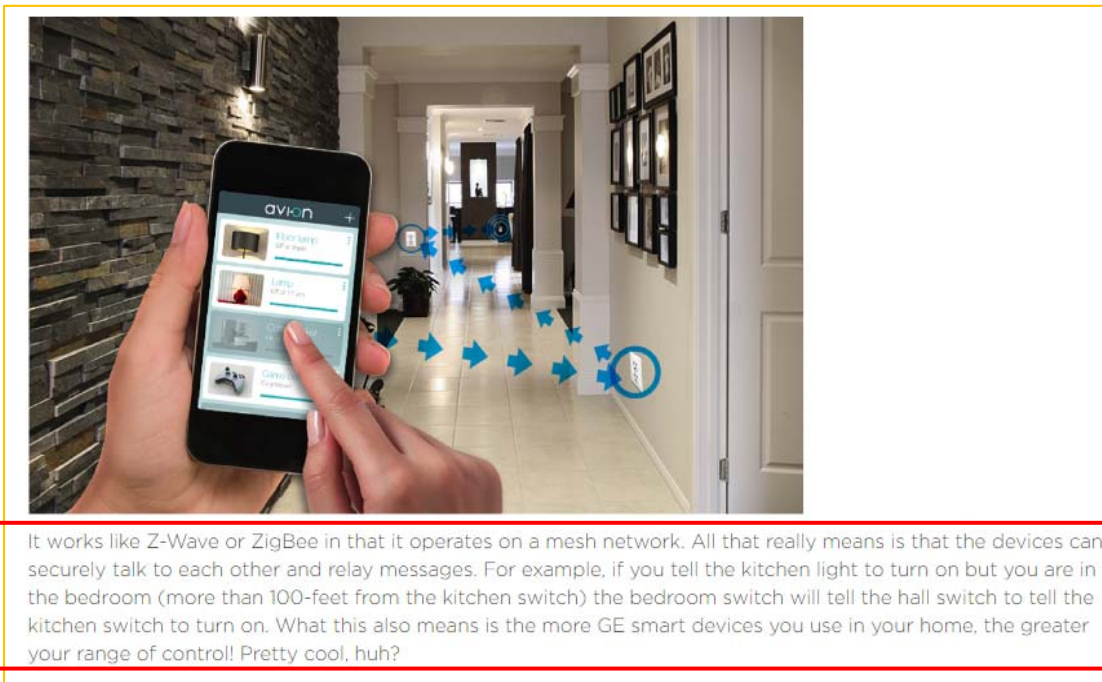 avi-on +
Floor lamp
Lamp
It works like Z-Wave or ZigBee in that it operates on a mesh network. All that really means is that the devices can
securely talk to each other and relay messages. For example, if you tell the kitchen light to turn on but you are in
the bedroom (more than 100-feet from the kitchen switch) the bedroom switch will tell the hall switch to tell the
kitchen switch to turn on. What this also means is the more GE smart devices you use in your home, the greater
your range of control! Pretty cool, huh?